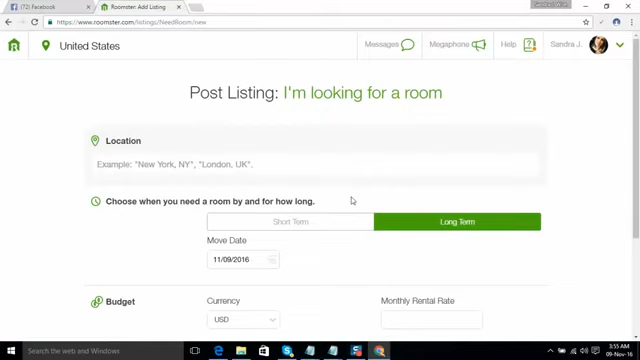 (72) Facebook
Roomster: Add Listing
https://www.roomster.com/listings/NeedRoom/new
United States
Messages
Megaphone
Help
Sandra J.
Post Listing: I'm looking for a room
Location
Example: "New York, NY", "London, UK".
Choose when you need a room by and for how long.
Short Term
Long Term
Move Date
11/09/2016
Budget
Currency
Monthly Rental Rate
USD
Search the web and Windows
3:55 AM
09-Nov-16